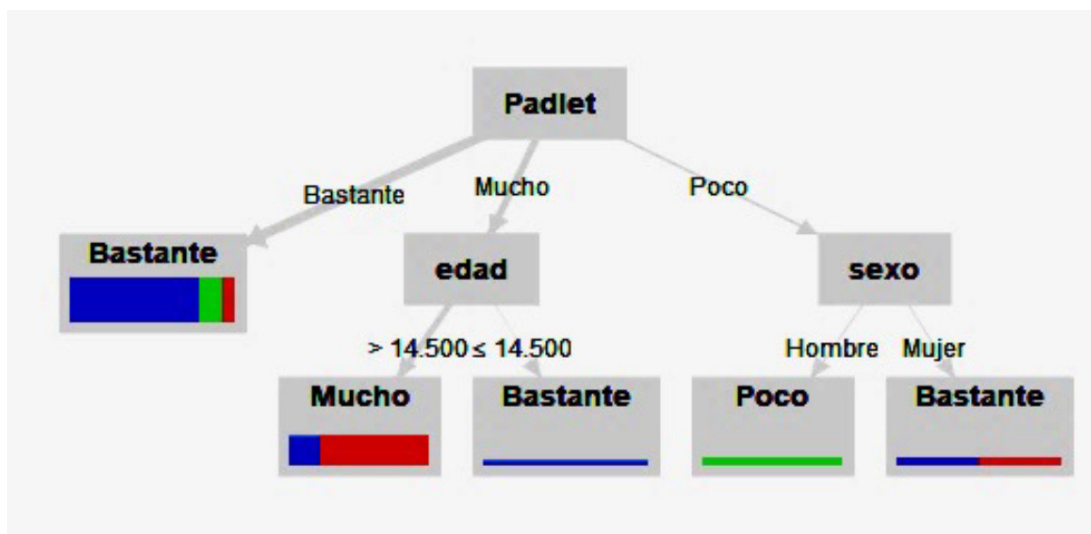 Padlet
Bastante
Mucho
Poco
Bastante
edad
sexo
> 14.500
≤ 14.500
Hombre
Mujer
Mucho
Bastante
Poco
Bastante